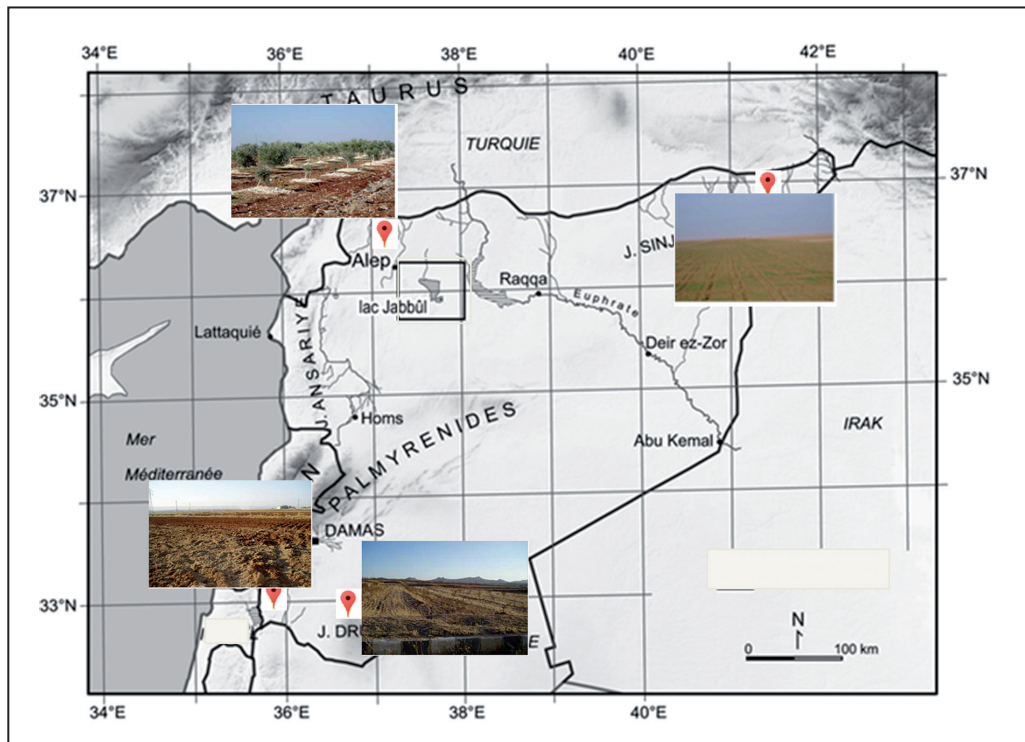 34°E 36°E 38°E 40°E 42°E
TAURUS
TURQUIE
37°N 37°N
J. SINJ
Alep
Raqqa
lac Jabbûl
Euphrate
Lattaquié
Deir ez-Zor
J. ANSARIYE
35°N 35°N
Homs
PALMYRENIDES
Abu Kemal
IRAK
Mer
Méditerranée
N
DAMAS
33°N
J. DRU
E
N
100 km
0
34°E 36°E 38°E 40°E